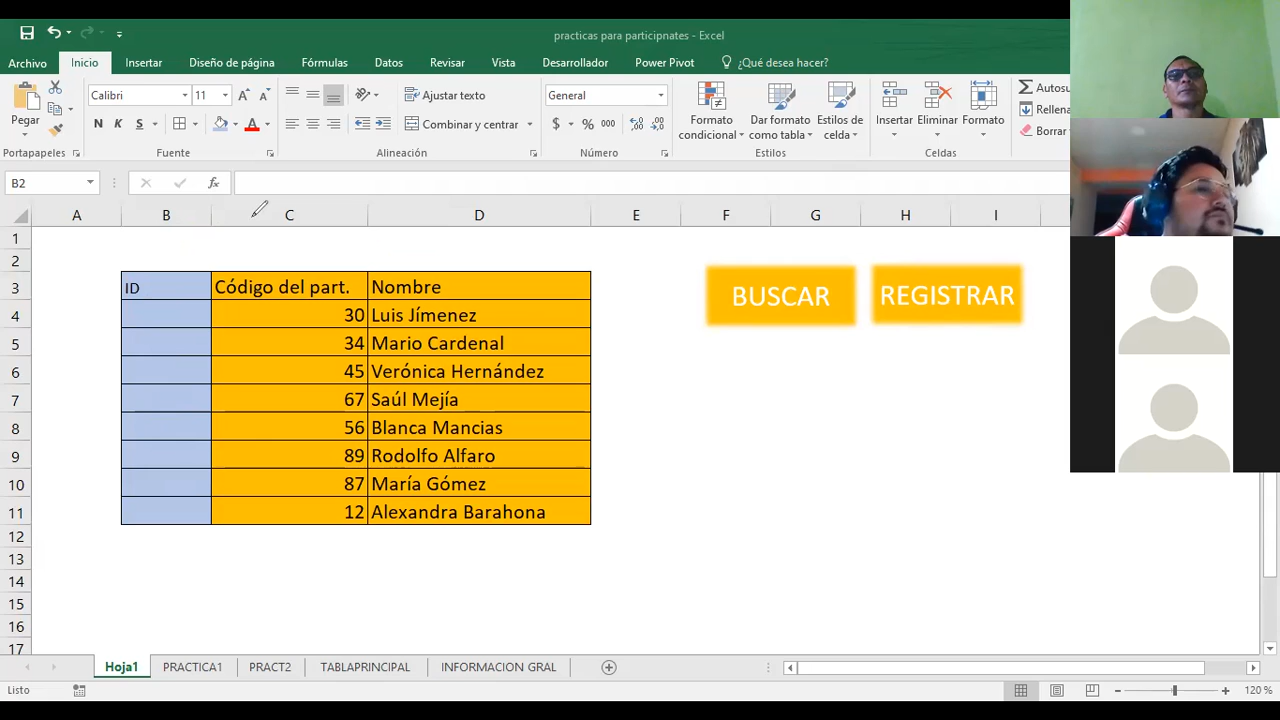 practicas para participnates - Excel
Archivo Inicio Insertar Diseño de página Fórmulas Datos Revisar Vista Desarrollador Power Pivot ¿Qué desea hacer?
Calibri 11 Ajustar texto General Autosu
Pegar N K S A Combinar y centrar $ % 000 Formato condicional Dar formato como tabla Estilos de celda Insertar Eliminar Formato Rellena
Borrar
Portapapeles Fuente Alineación Número Estilos Celdas
B2 fx
A B C D E F G H I
1
2
3 ID Código del part. Nombre BUSCAR REGISTRAR
4 30 Luis Jímenez
5 34 Mario Cardenal
6 45 Verónica Hernández
7 67 Saúl Mejía
8 56 Blanca Mancias
9 89 Rodolfo Alfaro
10 87 María Gómez
11 12 Alexandra Barahona
12
13
14
15
16
17
Hoja1 PRACTICA1 PRACT2 TABLAPRINCIPAL INFORMACION GRAL
Listo 120 %